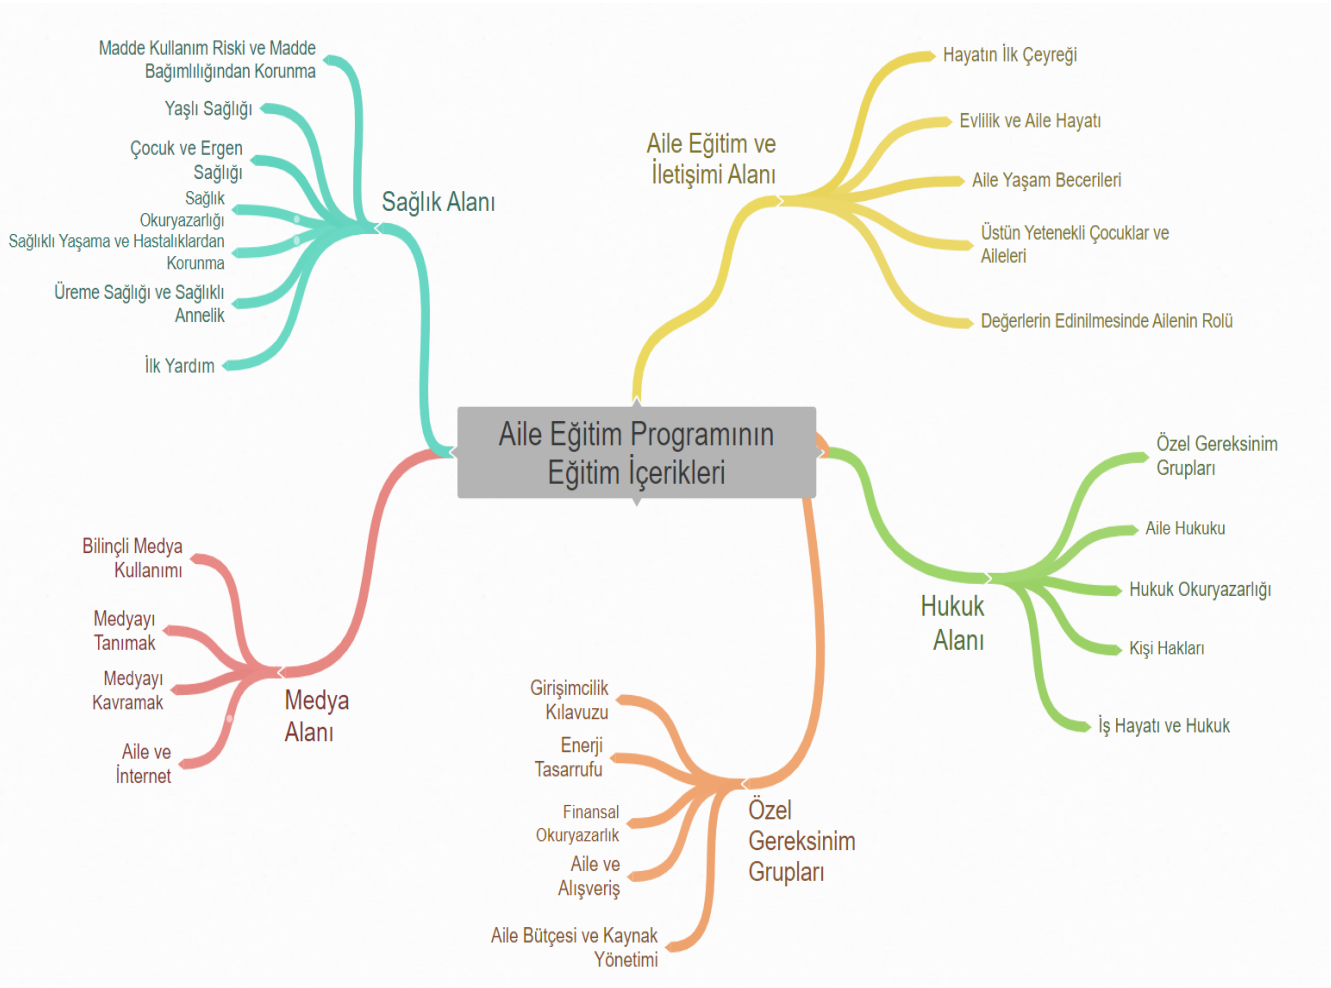 Aile Eğitim Programının
Eğitim İçerikleri
Sağlık Alanı
Madde Kullanım Riski ve Madde
Bağımlılığından Korunma
Yaşlı Sağlığı
Çocuk ve Ergen
Sağlığı
Sağlık
Okuryazarlığı
Sağlıklı Yaşama ve Hastalıklardan
Korunma
Üreme Sağlığı ve Sağlıklı
Annelik
İlk Yardım
Aile Eğitim ve
İletişimi Alanı
Hayatın İlk Çeyreği
Evlilik ve Aile Hayatı
Aile Yaşam Becerileri
Üstün Yetenekli Çocuklar ve
Aileleri
Değerlerin Edinilmesinde Ailenin Rolü
Hukuk
Alanı
Özel Gereksinim
Grupları
Aile Hukuku
Hukuk Okuryazarlığı
Kişi Hakları
İş Hayatı ve Hukuk
Medya
Alanı
Bilinçli Medya
Kullanımı
Medyayı
Tanımak
Medyayı
Kavramak
Aile ve
İnternet
Özel
Gereksinim
Grupları
Girişimcilik
Kılavuzu
Enerji
Tasarrufu
Finansal
Okuryazarlık
Aile ve
Alışveriş
Aile Bütçesi ve Kaynak
Yönetimi